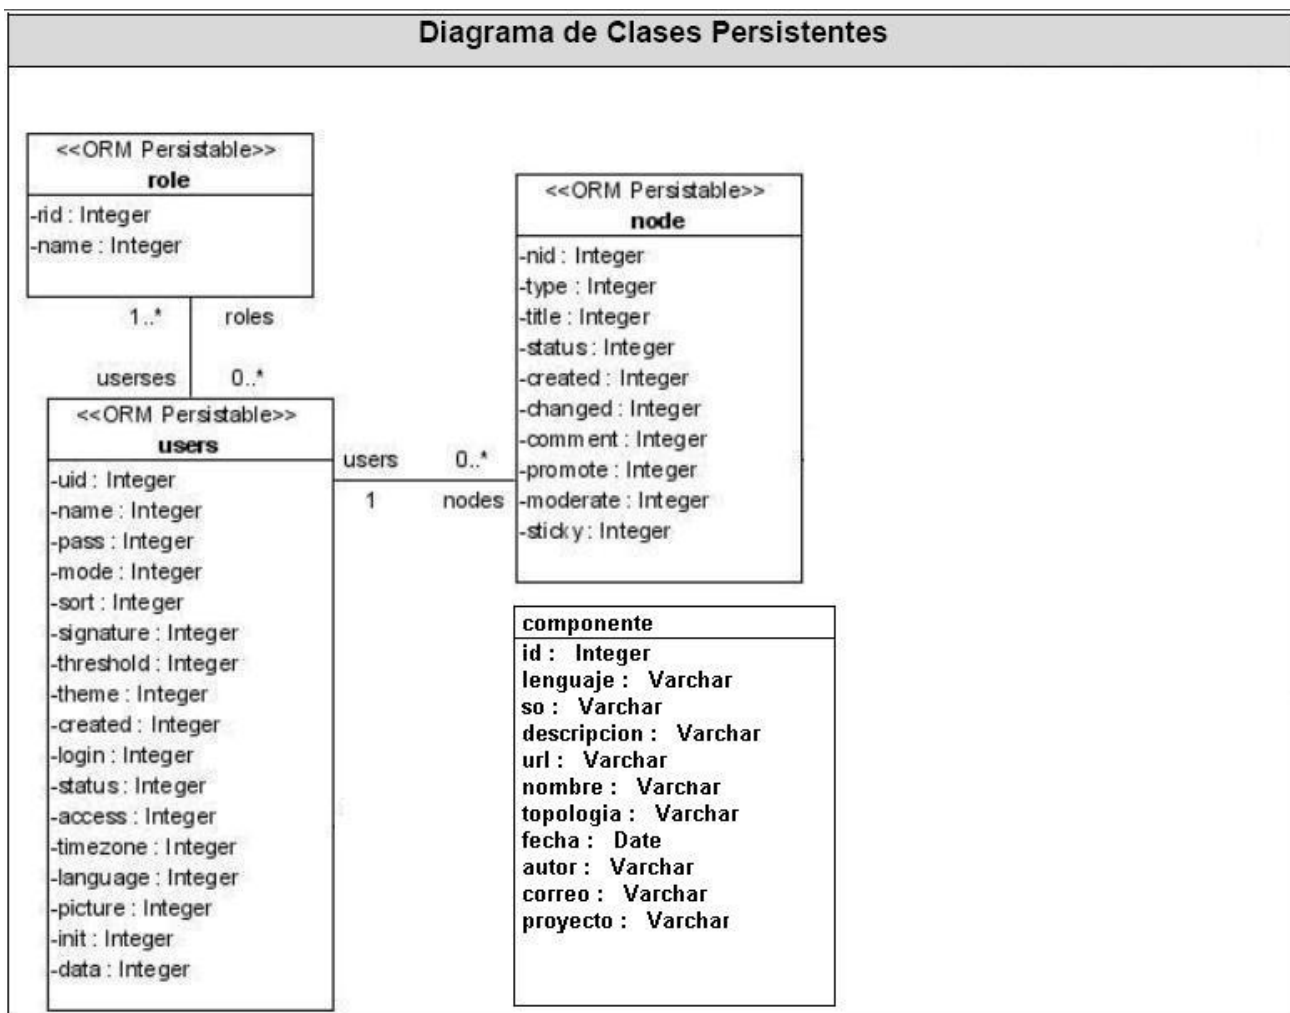 Diagrama de Clases Persistentes
<<ORM Persistable>>
role
-rid : Integer
-name : Integer
1..* roles
userses 0..*
<<ORM Persistable>>
users
-uid : Integer
-name : Integer
-pass : Integer
-mode : Integer
-sort : Integer
-signature : Integer
-threshold : Integer
-theme : Integer
-created : Integer
-login : Integer
-status : Integer
-access : Integer
-timezone : Integer
-language : Integer
-picture : Integer
-init : Integer
-data : Integer
users 0..*
1 nodes
<<ORM Persistable>>
node
-nid : Integer
-type : Integer
-title : Integer
-status : Integer
-created : Integer
-changed : Integer
-comment : Integer
-promote : Integer
-moderate : Integer
-sticky : Integer
componente
id : Integer
lenguaje : Varchar
so : Varchar
descripcion : Varchar
url : Varchar
nombre : Varchar
topologia : Varchar
fecha : Date
autor : Varchar
correo : Varchar
proyecto : Varchar